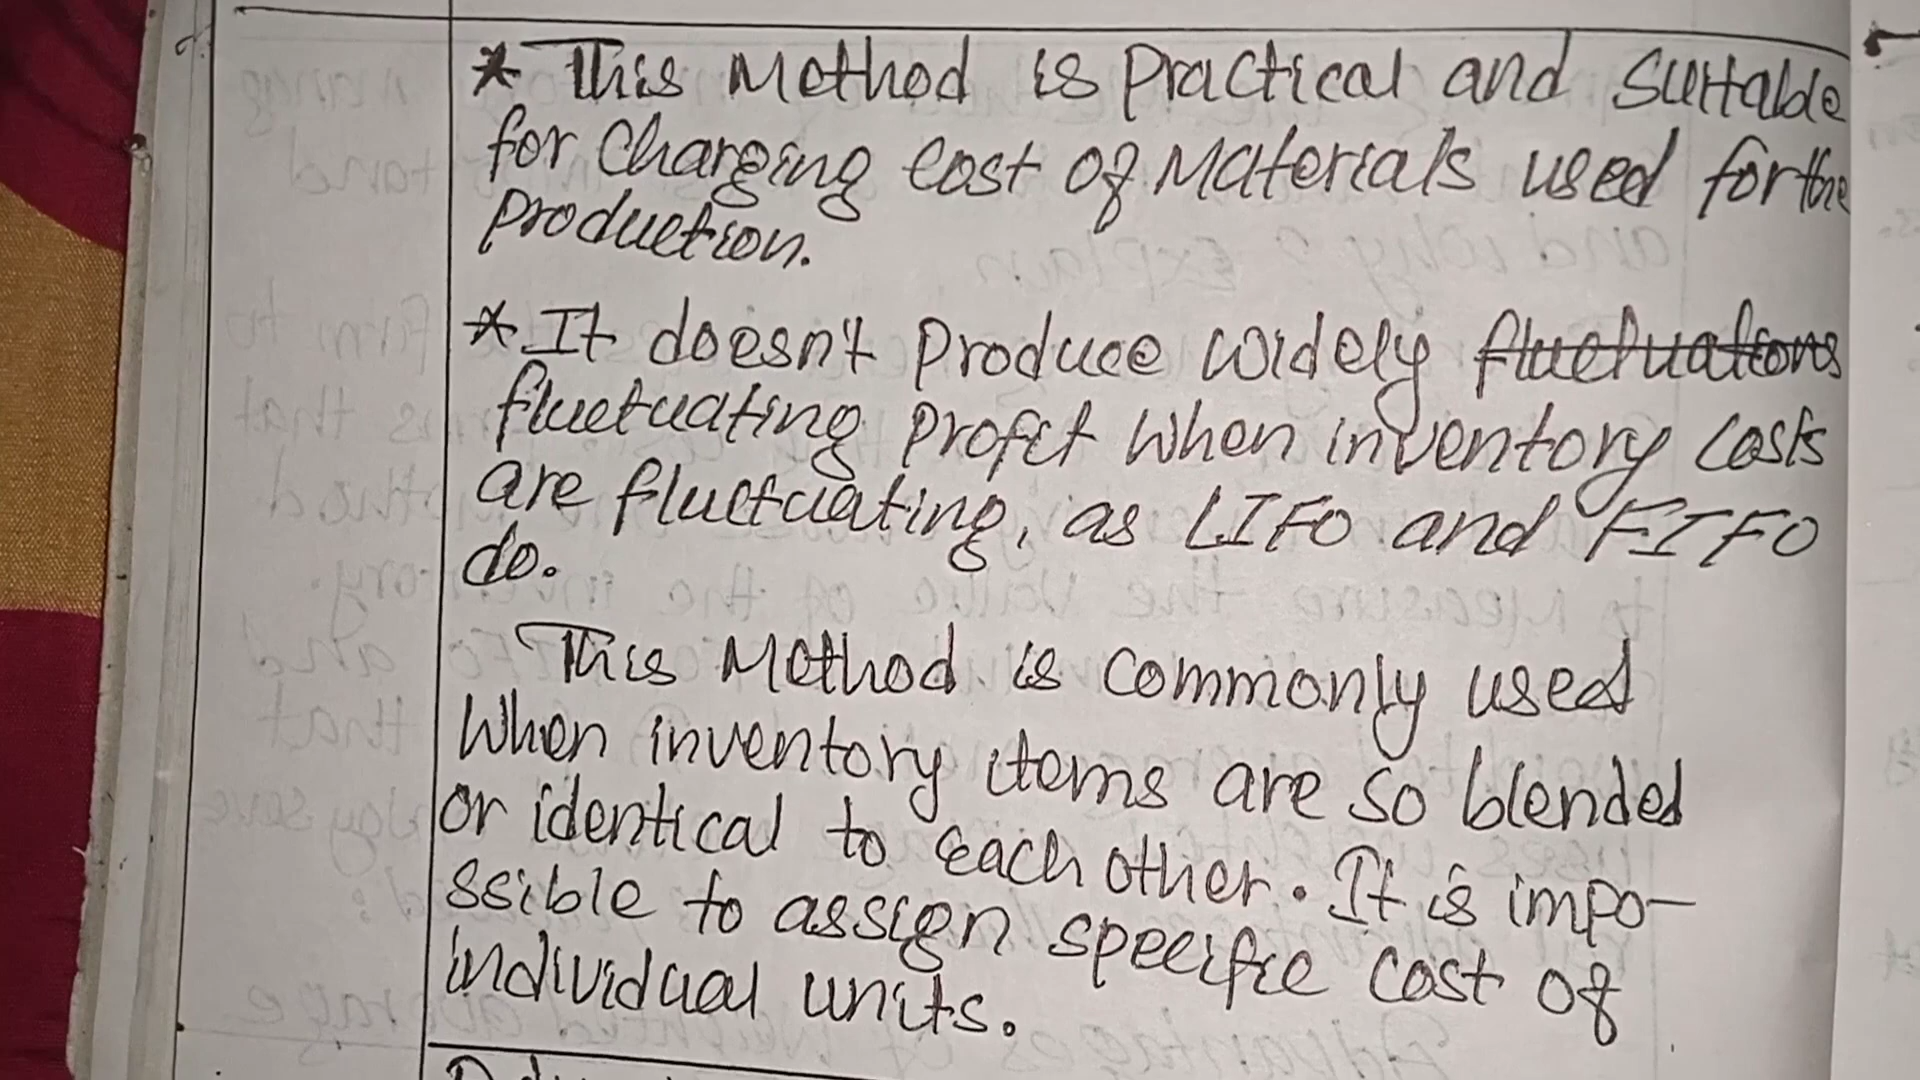 * This Method is Practical and Suitable
for Charging Cost of Materials used for the
Production.
* It doesn't Produce widely fluctuations
fluctuating Profit When inventory Costs
are fluctuating, as LIFO and FIFO
do.
This Method is commonly used
When inventory items are so blended
or identical to each other. It is impo-
ssible to assign specific Cost of
individual units.